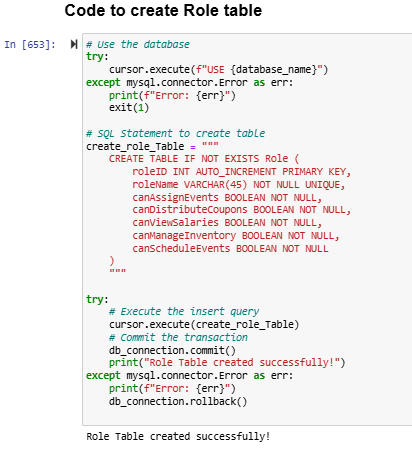 Code to create Role table
In [653]:
# Use the database
try:
    cursor.execute(f"USE {database_name}")
except mysql.connector.Error as err:
    print(f"Error: {err}")
    exit(1)

# SQL Statement to create table
create_role_Table = """
    CREATE TABLE IF NOT EXISTS Role (
        roleID INT AUTO_INCREMENT PRIMARY KEY,
        roleName VARCHAR(45) NOT NULL UNIQUE,
        canAssignEvents BOOLEAN NOT NULL,
        canDistributeCoupons BOOLEAN NOT NULL,
        canViewSalaries BOOLEAN NOT NULL,
        canManageInventory BOOLEAN NOT NULL,
        canScheduleEvents BOOLEAN NOT NULL
    )
    """

try:
    # Execute the insert query
    cursor.execute(create_role_Table)
    # Commit the transaction
    db_connection.commit()
    print("Role Table created successfully!")
except mysql.connector.Error as err:
    print(f"Error: {err}")
    db_connection.rollback()

Role Table created successfully!